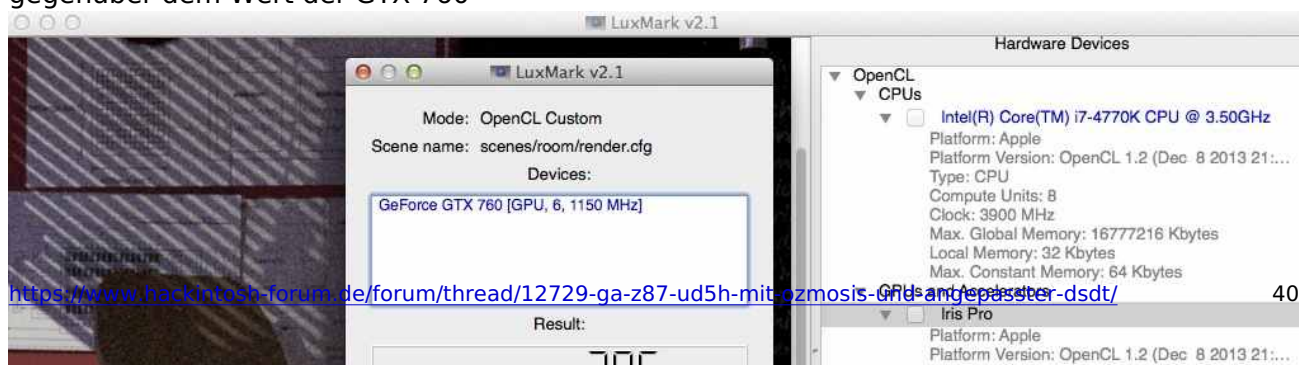 gegenüber dem Wert der GTX 760
LuxMark v2.1
LuxMark v2.1
Mode: OpenCL Custom
Scene name: scenes/room/render.cfg
Devices:
GeForce GTX 760 [GPU, 6, 1150 MHz]
Result:
Hardware Devices
OpenCL
CPUs
Intel(R) Core(TM) i7-4770K CPU @ 3.50GHz
Platform: Apple
Platform Version: OpenCL 1.2 (Dec 8 2013 21:...
Type: CPU
Compute Units: 8
Clock: 3900 MHz
Max. Global Memory: 16777216 Kbytes
Local Memory: 32 Kbytes
Max. Constant Memory: 64 Kbytes
GPUs and Accelerators
Iris Pro
Platform: Apple
Platform Version: OpenCL 1.2 (Dec 8 2013 21:...
https://www.hackintosh-forum.de/forum/thread/12729-ga-z87-ud5h-mit-ozmosis-und-angepasster-dsdt/
40